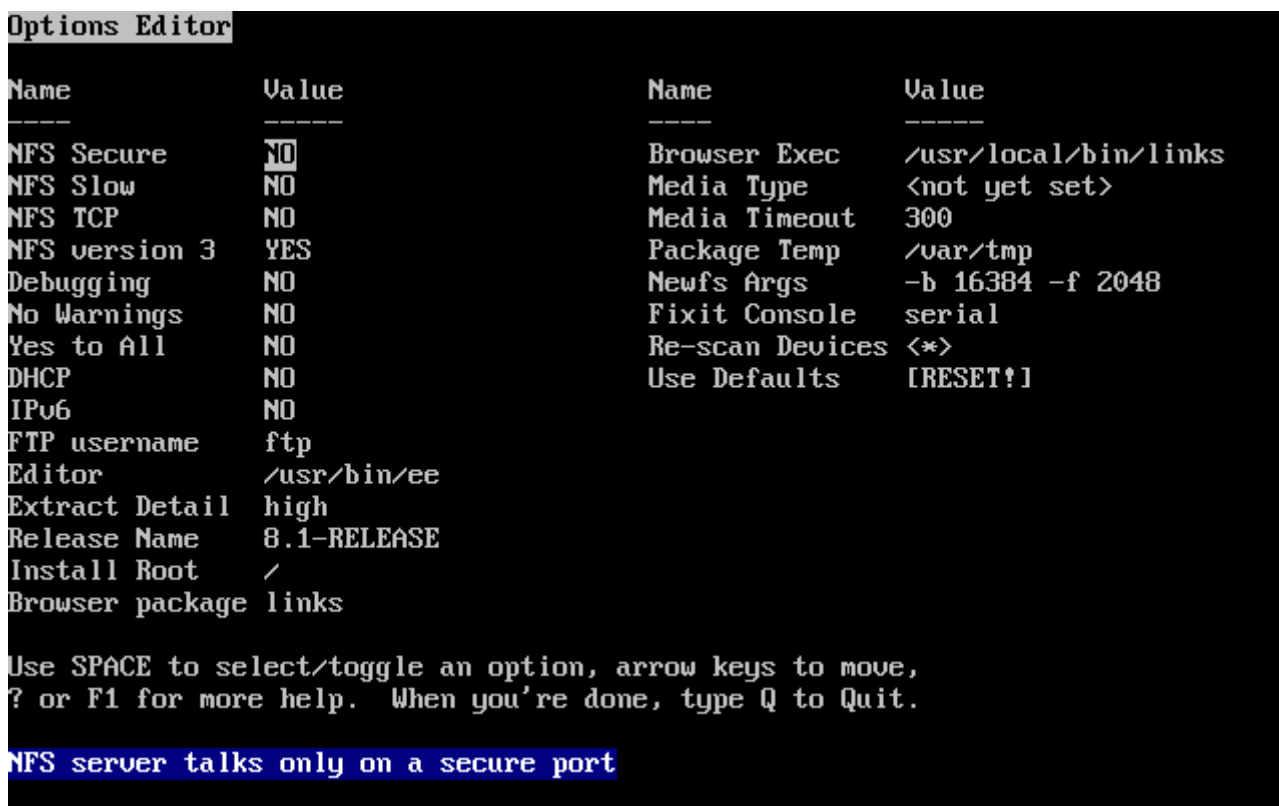 Options Editor
Name Value Name Value
---- ----- ---- -----
NFS Secure NO Browser Exec /usr/local/bin/links
NFS Slow NO Media Type <not yet set>
NFS TCP NO Media Timeout 300
NFS version 3 YES Package Temp /var/tmp
Debugging NO Newfs Args -b 16384 -f 2048
No Warnings NO Fixit Console serial
Yes to All NO Re-scan Devices <*>
DHCP NO Use Defaults [RESET!]
IPv6 NO
FTP username ftp
Editor /usr/bin/ee
Extract Detail high
Release Name 8.1-RELEASE
Install Root /
Browser package links
Use SPACE to select/toggle an option, arrow keys to move,
? or F1 for more help. When you're done, type Q to Quit.
NFS server talks only on a secure port